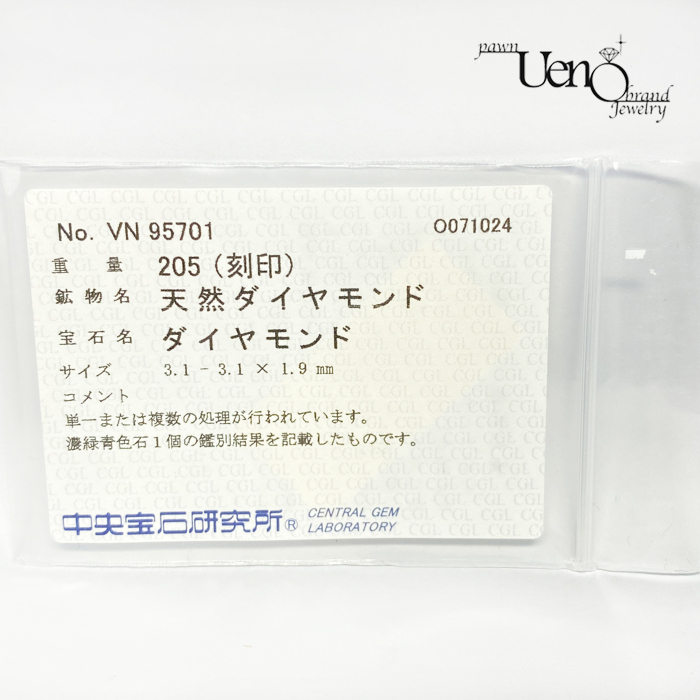 pawn
Ueno
brand
Jewelry
No. VN 95701 O071024
重量 205(刻印)
鉱物名 天然ダイヤモンド
宝石名 ダイヤモンド
サイズ 3.1 - 3.1 × 1.9 mm
コメント
単一または複数の処理が行われています。
濃緑青色石1個の鑑別結果を記載したものです。
中央宝石研究所® CENTRAL GEM
LABORATORY